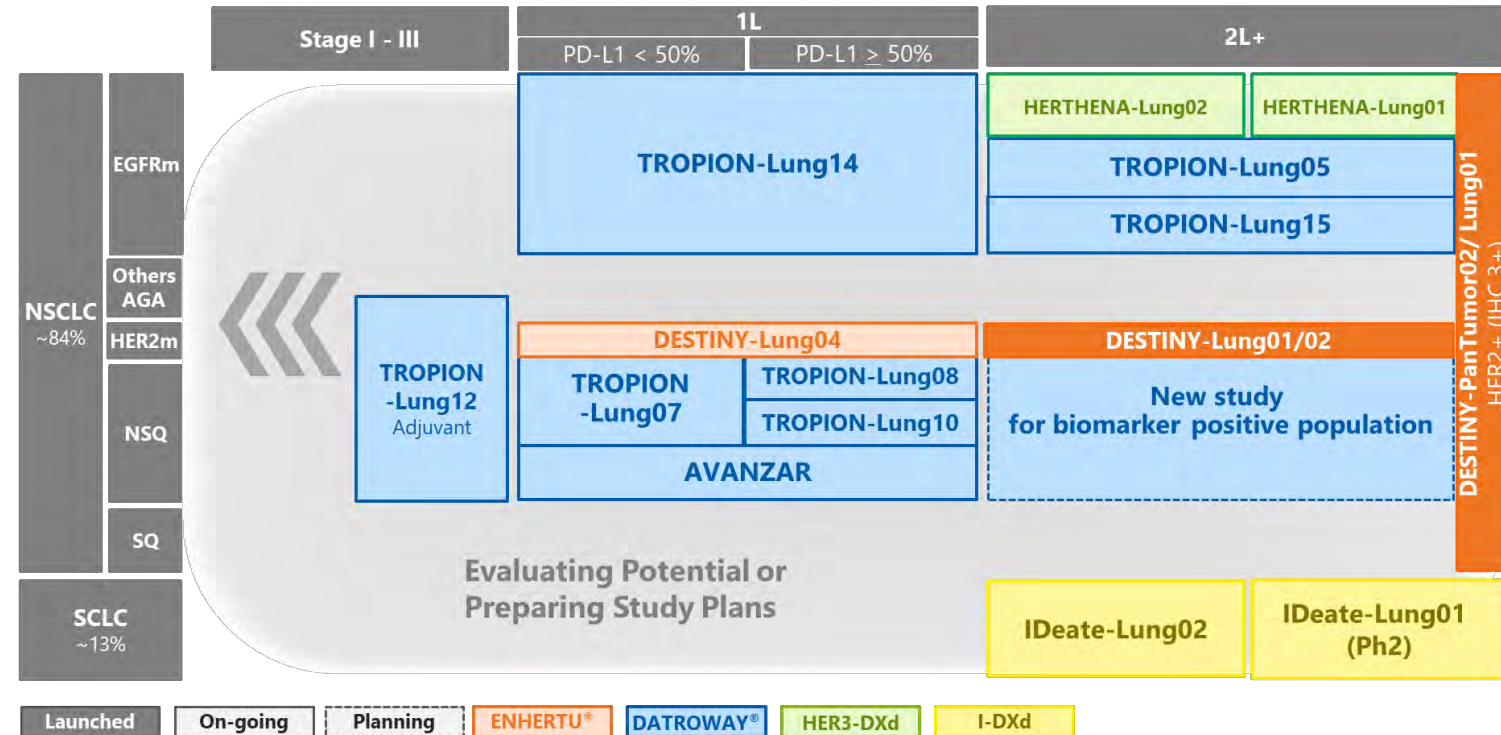 Stage I - III
1L
PD-L1 < 50%
PD-L1 ≥ 50%
2L+
NSCLC
~84%
EGFRm
Others
AGA
HER2m
NSQ
SQ
SCLC
~13%
TROPION
-Lung12
Adjuvant
TROPION-Lung14
DESTINY-Lung04
TROPION
-Lung07
TROPION-Lung08
TROPION-Lung10
AVANZAR
HERTHENA-Lung02
HERTHENA-Lung01
TROPION-Lung05
TROPION-Lung15
DESTINY-Lung01/02
New study
for biomarker positive population
DESTINY-PanTumor02/ Lung01
HER2+ (IHC 3+)
Evaluating Potential or
Preparing Study Plans
IDeate-Lung02
IDeate-Lung01
(Ph2)
Launched
On-going
Planning
ENHERTU®
DATROWAY®
HER3-DXd
I-DXd